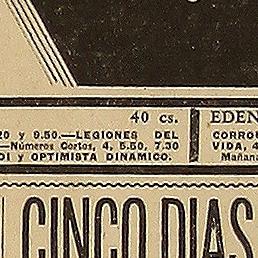 40 cs.
20 y 9.50.—LEGIONES DEL
—Números Cortos, 4, 5.50, 7.30
DI y OPTIMISTA DINAMICO.
EDEN
CORROU
VIDA, 4
Mañana
CINCO DIAS